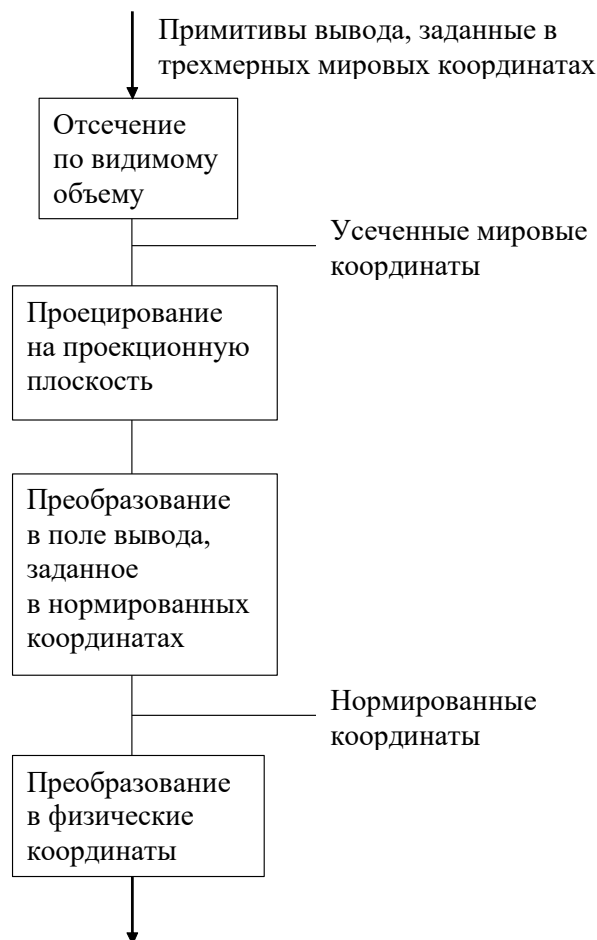 Примитивы вывода, заданные в
трехмерных мировых координатах
Отсечение
по видимому
объему
Усеченные мировые
координаты
Проецирование
на проекционную
плоскость
Преобразование
в поле вывода,
заданное
в нормированных
координатах
Нормированные
координаты
Преобразование
в физические
координаты